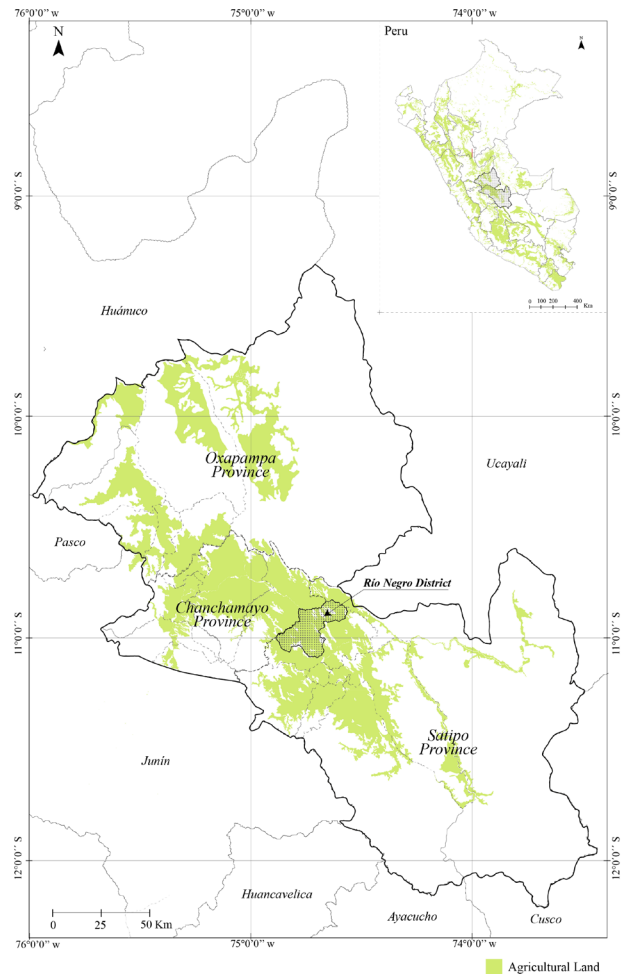 76°0'0'' w
75°0'0'' W
74°0'0'' W
N
Peru
N
0 100 200 400
Km
9°0'0'' S
9°0'0'' S
Huánuco
10°0'0'' S
10°0'0'' S
Oxapampa
Province
Ucayali
Pasco
Río Negro District
Chanchamayo
Province
11°0'0'' S
11°0'0'' S
Satipo
Province
Junín
12°0'0'' S
12°0'0'' S
Huancavelica
Ayacucho
Cusco
0 25 50 Km
76°0'0'' w
75°0'0'' W
74°0'0'' W
Agricultural Land